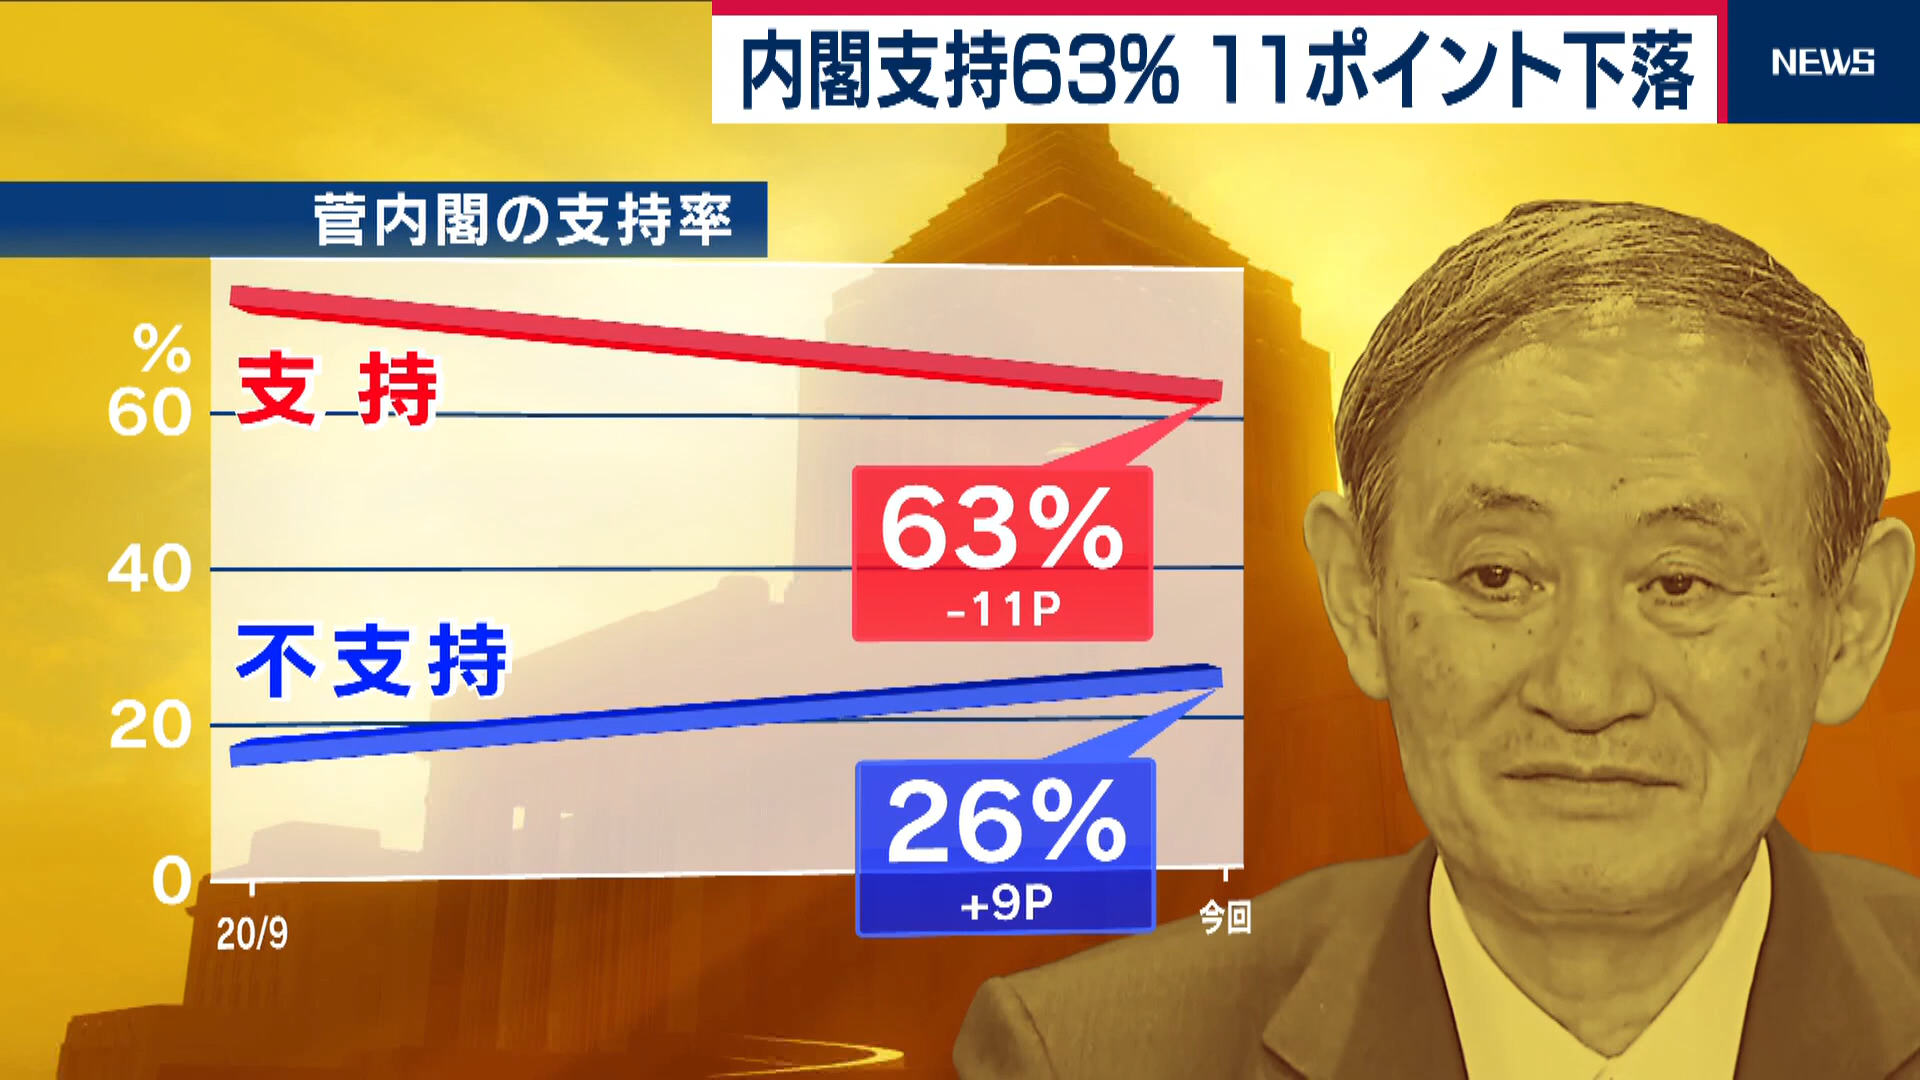 内閣支持63% 11ポイント下落
NEWS
菅内閣の支持率
%
60
40
20
0
支持
不支持
63%
-11P
26%
+9P
20/9
今回